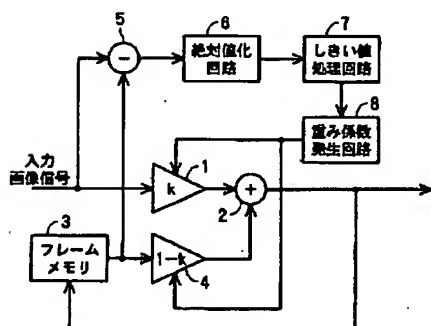 5
−
6
絶対値化
回路
7
しきい値
処理回路
8
重み係数
発生回路
入力
画像信号
k
1
+
2
3
フレーム
メモリ
1−k
4